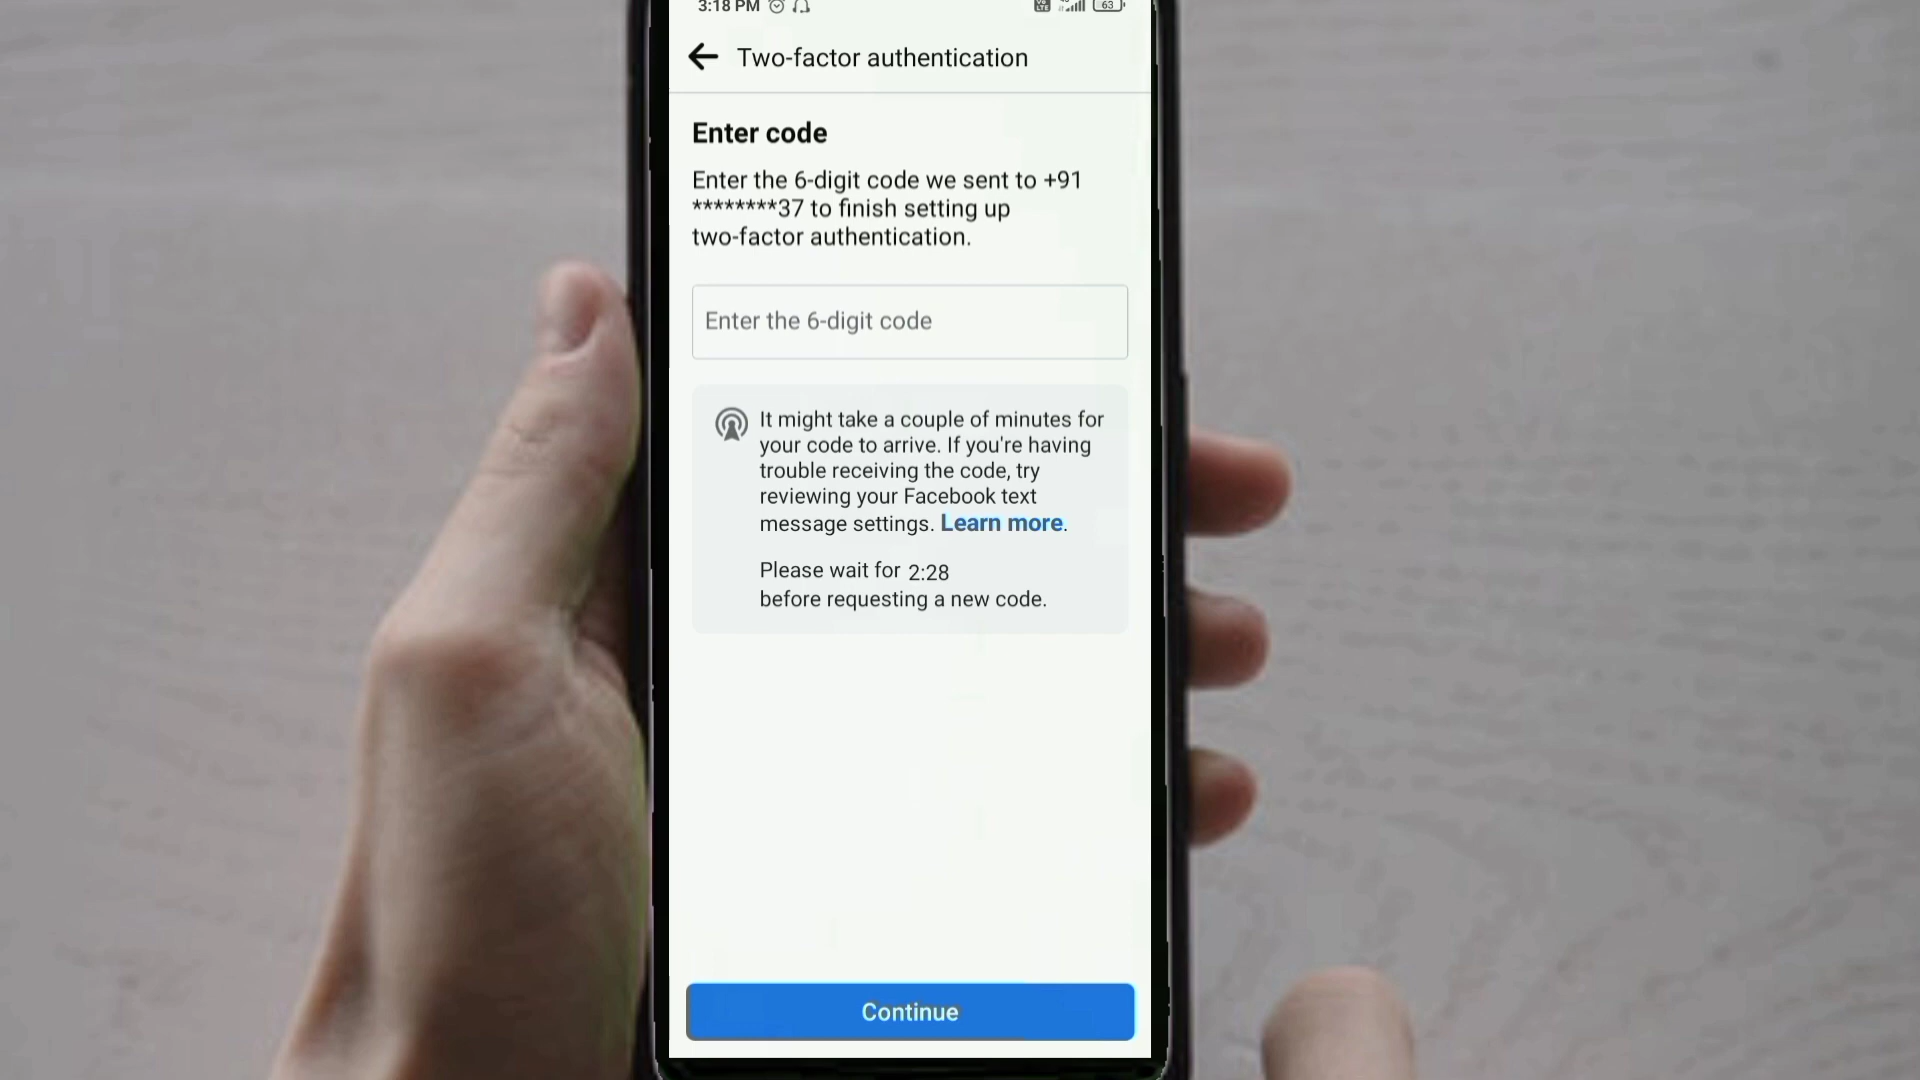 3:18 PM
63
Two-factor authentication
Enter code
Enter the 6-digit code we sent to +91
********37 to finish setting up
two-factor authentication.
Enter the 6-digit code
It might take a couple of minutes for
your code to arrive. If you're having
trouble receiving the code, try
reviewing your Facebook text
message settings. Learn more.
Please wait for 2:28
before requesting a new code.
Continue